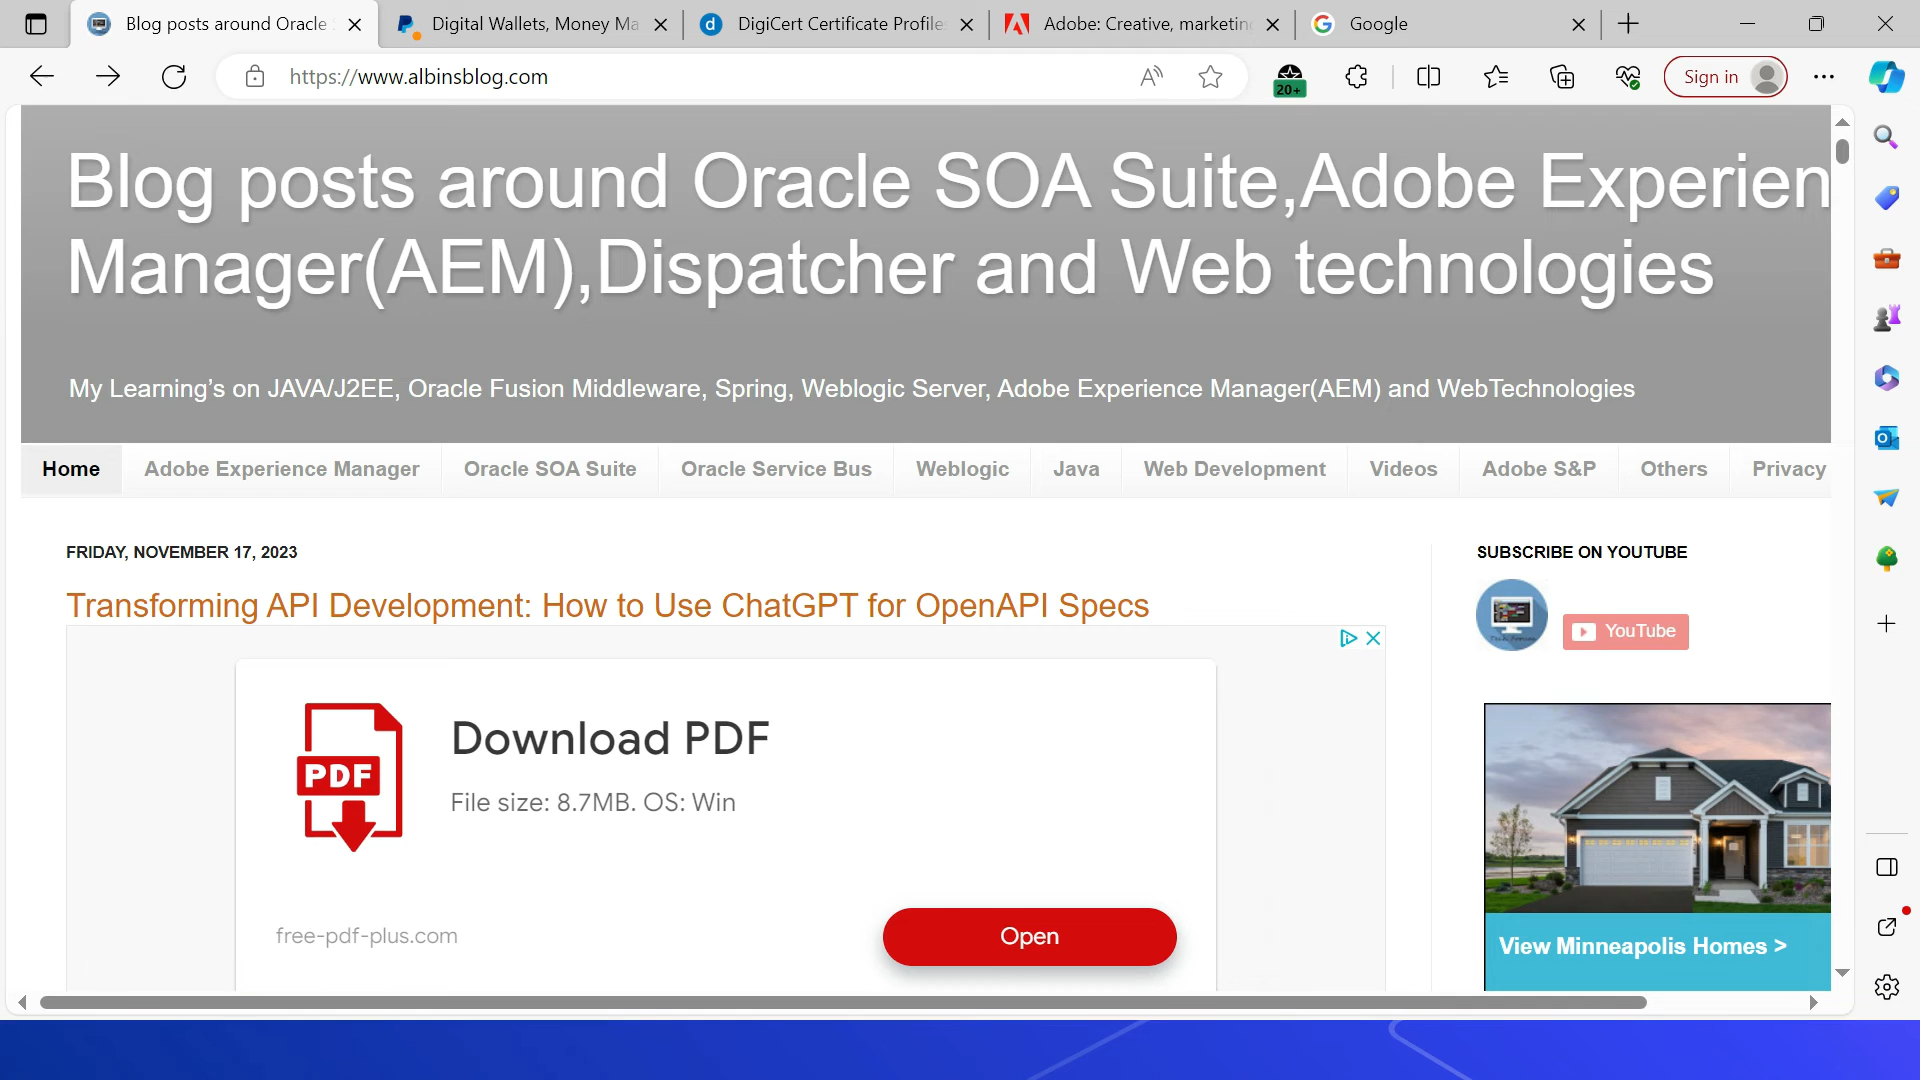 Blog posts around Oracle
Digital Wallets, Money Ma
DigiCert Certificate Profile
Adobe: Creative, marketing
Google
https://www.albinsblog.com
20+
Sign in
Blog posts around Oracle SOA Suite,Adobe Experien
Manager(AEM),Dispatcher and Web technologies
My Learning's on JAVA/J2EE, Oracle Fusion Middleware, Spring, Weblogic Server, Adobe Experience Manager(AEM) and WebTechnologies
Home Adobe Experience Manager Oracle SOA Suite Oracle Service Bus Weblogic Java Web Development Videos Adobe S&P Others Privacy
FRIDAY, NOVEMBER 17, 2023
Transforming API Development: How to Use ChatGPT for OpenAPI Specs
PDF
Download PDF
File size: 8.7MB. OS: Win
free-pdf-plus.com
Open
SUBSCRIBE ON YOUTUBE
YouTube
View Minneapolis Homes >